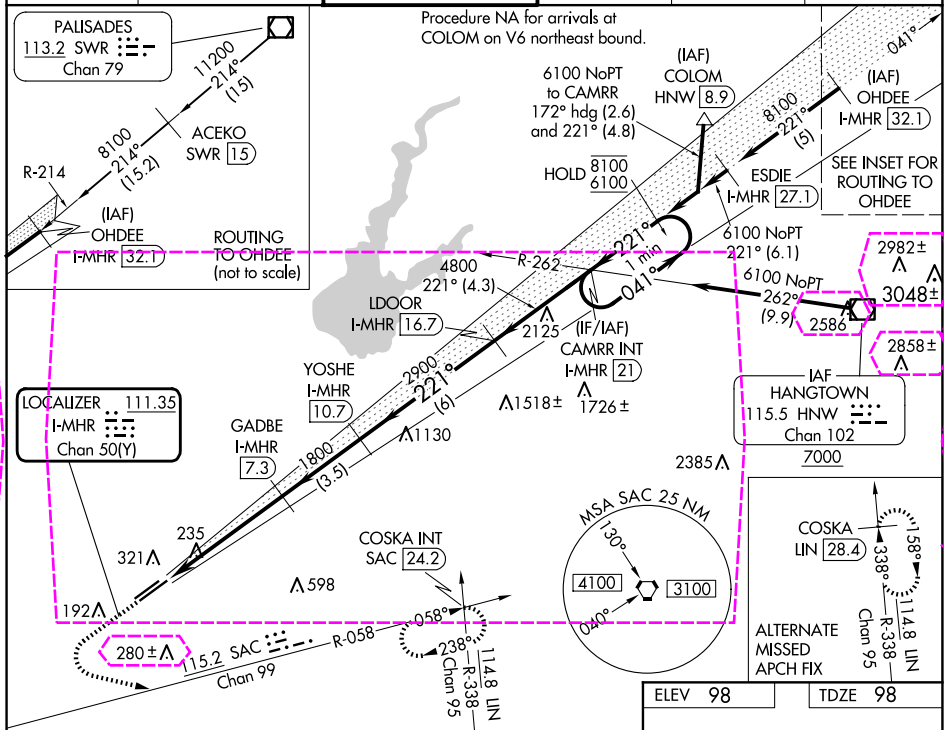 PALISADES
113.2 SWR
Chan 79
11200
214°
(15)
8100
214°
(15.2)
ACEKO
SWR 15
R-214
(IAF)
OHDEE
I-MHR 32.1
ROUTING
TO OHDEE
(not to scale)
Procedure NA for arrivals at
COLOM on V6 northeast bound.
6100 NoPT
to CAMRR
172° hdg (2.6)
and 221° (4.8)
(IAF)
COLOM
HNW 8.9
041°
(IAF)
OHDEE
I-MHR 32.1
8100
221°
(5)
SEE INSET FOR
ROUTING TO
OHDEE
HOLD 8100
6100
ESDIE
I-MHR 27.1
6100 NoPT
221° (6.1)
221°
1 min
041°
R-262
6100 NoPT
262°
(9.9)
2982±
3048±
2586
2858±
4800
221° (4.3)
LDOOR
I-MHR 16.7
2125
(IF/IAF)
CAMRR INT
I-MHR 21
YOSHE
I-MHR
10.7
2900
221°
(6)
1518±
1726±
IAF
HANGTOWN
115.5 HNW
Chan 102
7000
LOCALIZER 111.35
I-MHR
Chan 50(Y)
GADBE
I-MHR
7.3
1130
1800
(3.5)
2385
MSA SAC 25 NM
130°
4100
3100
040°
COSKA
LIN 28.4
158°
338°
114.8 LIN
R-338
Chan 95
ALTERNATE
MISSED
APCH FIX
321
235
COSKA INT
SAC 24.2
598
192
280±
115.2 SAC
Chan 99
R-058
058°
238°
114.8 LIN
R-338
Chan 95
ELEV 98
TDZE 98